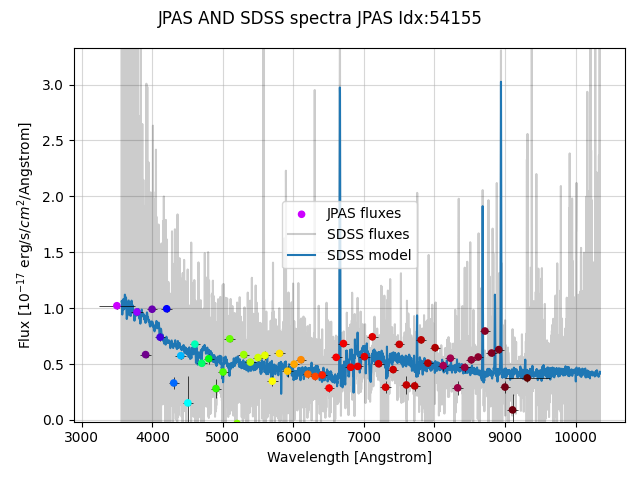 JPAS AND SDSS spectra JPAS Idx:54155
3.0
2.5
2.0
1.5
1.0
0.5
0.0
Flux [10⁻¹⁷ erg/s/cm²/Angstrom]
JPAS fluxes
SDSS fluxes
SDSS model
3000 4000 5000 6000 7000 8000 9000 10000
Wavelength [Angstrom]